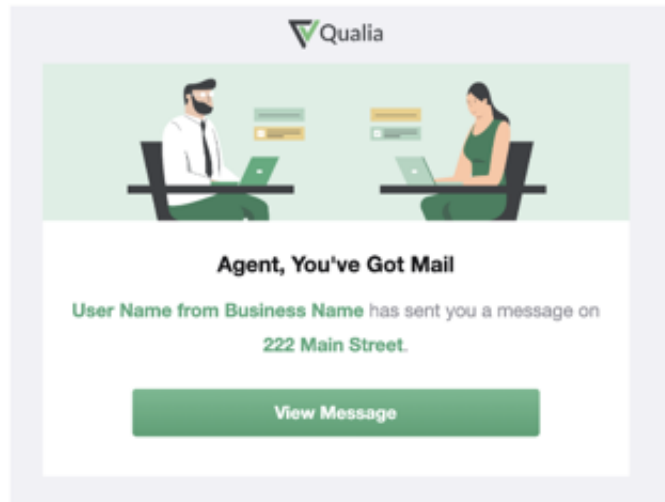 Qualia
Agent, You've Got Mail
User Name from Business Name has sent you a message on
222 Main Street.
View Message